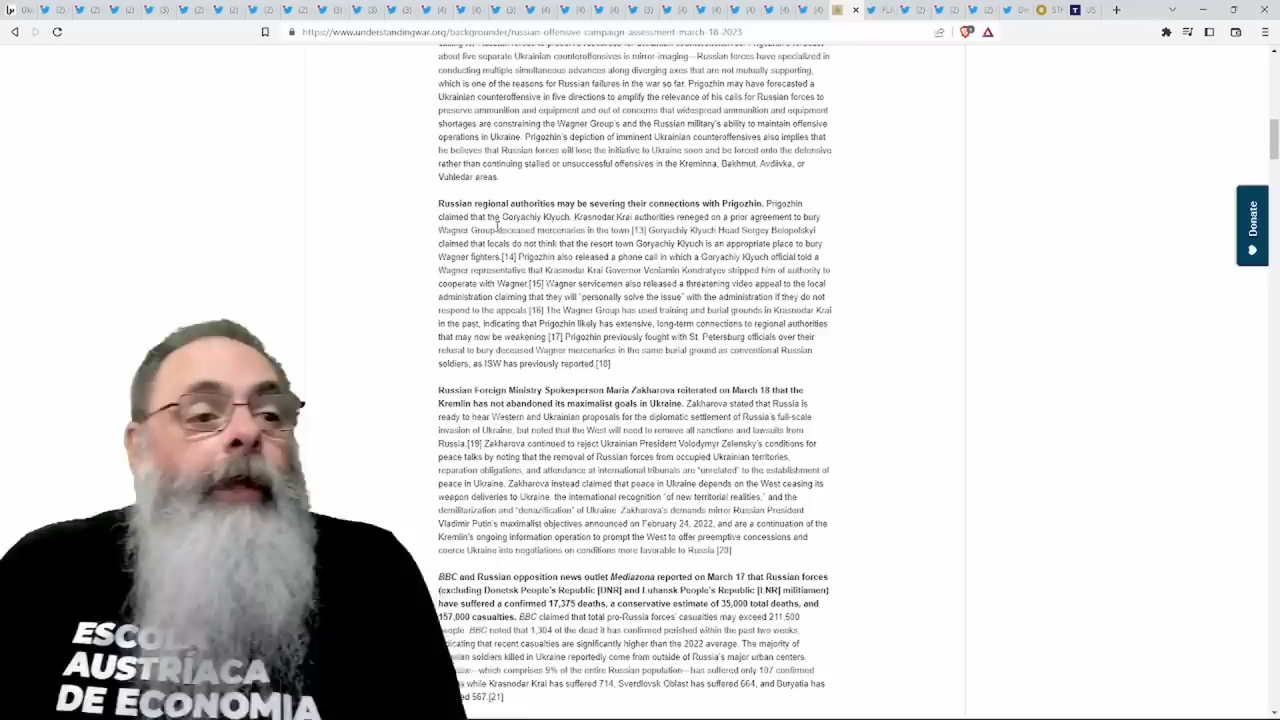 https://www.understandingwar.org/backgrounder/russian-offensive-campaign-assessment-march-18-2023
about five separate Ukrainian counteroffensives is mirror-imaging—Russian forces have specialized in
conducting multiple simultaneous advances along diverging axes that are not mutually supporting,
which is one of the reasons for Russian failures in the war so far. Prigozhin may have forecasted a
Ukrainian counteroffensive in five directions to amplify the relevance of his calls for Russian forces to
preserve ammunition and equipment and out of concerns that widespread ammunition and equipment
shortages are constraining the Wagner Group's and the Russian military's ability to maintain offensive
operations in Ukraine. Prigozhin's depiction of imminent Ukrainian counteroffensives also implies that
he believes that Russian forces will lose the initiative to Ukraine soon and be forced onto the defensive
rather than continuing stalled or unsuccessful offensives in the Kreminna, Bakhmut, Avdiivka, or
Vuhledar areas.
Russian regional authorities may be severing their connections with Prigozhin. Prigozhin
claimed that the Goryachiy Klyuch, Krasnodar Krai authorities reneged on a prior agreement to bury
Wagner Group deceased mercenaries in the town.[13] Goryachiy Klyuch Head Sergey Belopolskyi
claimed that locals do not think that the resort town Goryachiy Klyuch is an appropriate place to bury
Wagner fighters.[14] Prigozhin also released a phone call in which a Goryachiy Klyuch official told a
Wagner representative that Krasnodar Krai Governor Veniamin Kondratyev stripped him of authority to
cooperate with Wagner.[15] Wagner servicemen also released a threatening video appeal to the local
administration claiming that they will "personally solve the issue" with the administration if they do not
respond to the appeals.[16] The Wagner Group has used training and burial grounds in Krasnodar Krai
in the past, indicating that Prigozhin likely has extensive, long-term connections to regional authorities
that may now be weakening.[17] Prigozhin previously fought with St. Petersburg officials over their
refusal to bury deceased Wagner mercenaries in the same burial ground as conventional Russian
soldiers, as ISW has previously reported.[18]
Russian Foreign Ministry Spokesperson Maria Zakharova reiterated on March 18 that the
Kremlin has not abandoned its maximalist goals in Ukraine. Zakharova stated that Russia is
ready to hear Western and Ukrainian proposals for the diplomatic settlement of Russia's full-scale
invasion of Ukraine, but noted that the West will need to remove all sanctions and lawsuits from
Russia.[19] Zakharova continued to reject Ukrainian President Volodymyr Zelensky's conditions for
peace talks by noting that the removal of Russian forces from occupied Ukrainian territories,
reparation obligations, and attendance at international tribunals are "unrelated" to the establishment of
peace in Ukraine. Zakharova instead claimed that peace in Ukraine depends on the West ceasing its
weapon deliveries to Ukraine, the international recognition "of new territorial realities," and the
demilitarization and "denazification" of Ukraine. Zakharova's demands mirror Russian President
Vladimir Putin's maximalist objectives announced on February 24, 2022, and are a continuation of the
Kremlin's ongoing information operation to prompt the West to offer preemptive concessions and
coerce Ukraine into negotiations on conditions more favorable to Russia.[20]
BBC and Russian opposition news outlet Mediazona reported on March 17 that Russian forces
(excluding Donetsk People's Republic [DNR] and Luhansk People's Republic [LNR] militiamen)
have suffered a confirmed 17,375 deaths, a conservative estimate of 35,000 total deaths, and
157,000 casualties. BBC claimed that total pro-Russia forces' casualties may exceed 211,500
BBC noted that 1,304 of the dead it has confirmed perished within the past two weeks,
that recent casualties are significantly higher than the 2022 average. The majority of
soldiers killed in Ukraine reportedly come from outside of Russia's major urban centers.
which comprises 9% of the entire Russian population—has suffered only 107 confirmed
while Krasnodar Krai has suffered 714, Sverdlovsk Oblast has suffered 664, and Buryatia has
567.[21]
Donate
ESCO
AUSTRÍACA
DE ECONOMIA